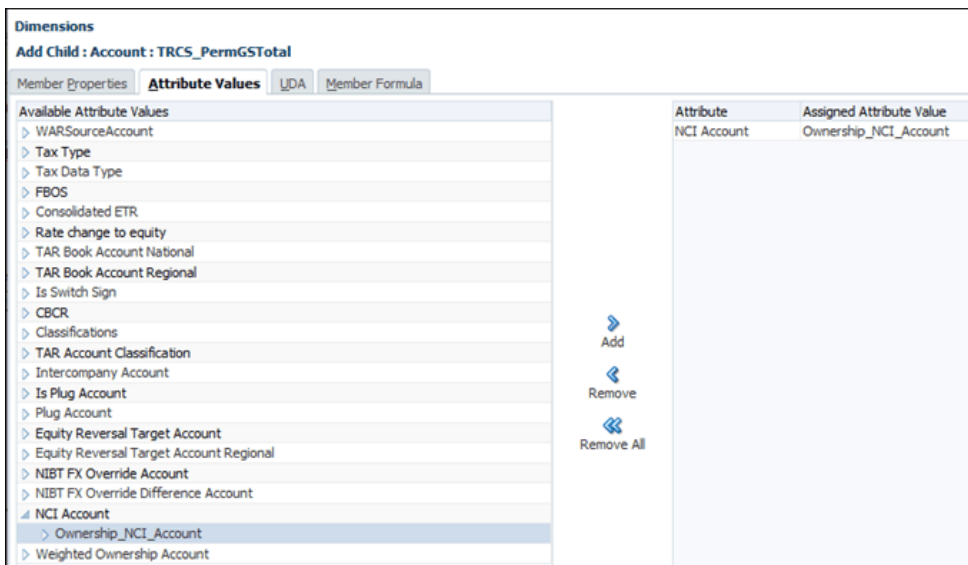 Dimensions
Add Child : Account : TRCS_PermGSTotal
Member Properties Attribute Values UDA Member Formula
Available Attribute Values Attribute Assigned Attribute Value
WARSourceAccount NCI Account Ownership_NCI_Account
Tax Type
Tax Data Type
FBOS
Consolidated ETR
Rate change to equity
TAR Book Account National
TAR Book Account Regional
Is Switch Sign
CBCR
Classifications
Add
TAR Account Classification
Intercompany Account
Is Plug Account
Remove
Plug Account
Equity Reversal Target Account
Equity Reversal Target Account Regional
Remove All
NIBT FX Override Account
NIBT FX Override Difference Account
NCI Account
Ownership_NCI_Account
Weighted Ownership Account